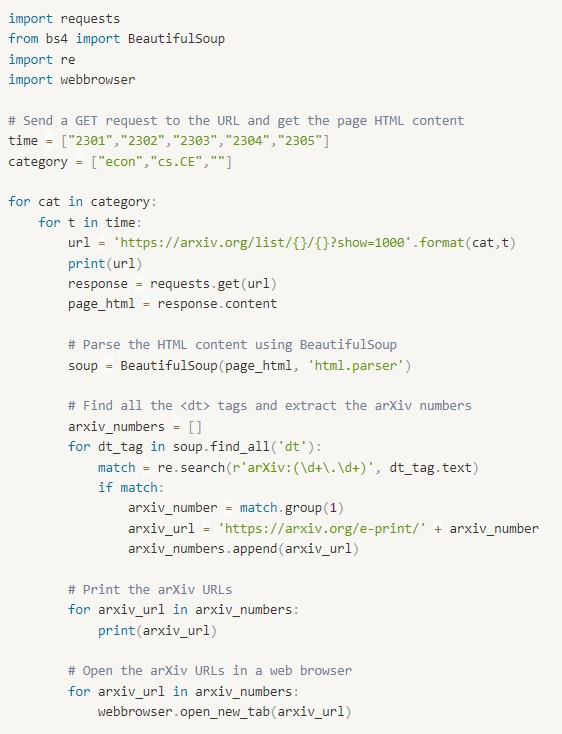 import requests
from bs4 import BeautifulSoup
import re
import webbrowser

# Send a GET request to the URL and get the page HTML content
time = ["2301","2302","2303","2304","2305"]
category = ["econ","cs.CE",""]

for cat in category:
    for t in time:
        url = 'https://arxiv.org/list/{}/{}?show=1000'.format(cat,t)
        print(url)
        response = requests.get(url)
        page_html = response.content

        # Parse the HTML content using BeautifulSoup
        soup = BeautifulSoup(page_html, 'html.parser')

        # Find all the <dt> tags and extract the arXiv numbers
        arxiv_numbers = []
        for dt_tag in soup.find_all('dt'):
            match = re.search(r'arXiv:(\d+\.\d+)', dt_tag.text)
            if match:
                arxiv_number = match.group(1)
                arxiv_url = 'https://arxiv.org/e-print/' + arxiv_number
                arxiv_numbers.append(arxiv_url)

        # Print the arXiv URLs
        for arxiv_url in arxiv_numbers:
            print(arxiv_url)

        # Open the arXiv URLs in a web browser
        for arxiv_url in arxiv_numbers:
            webbrowser.open_new_tab(arxiv_url)